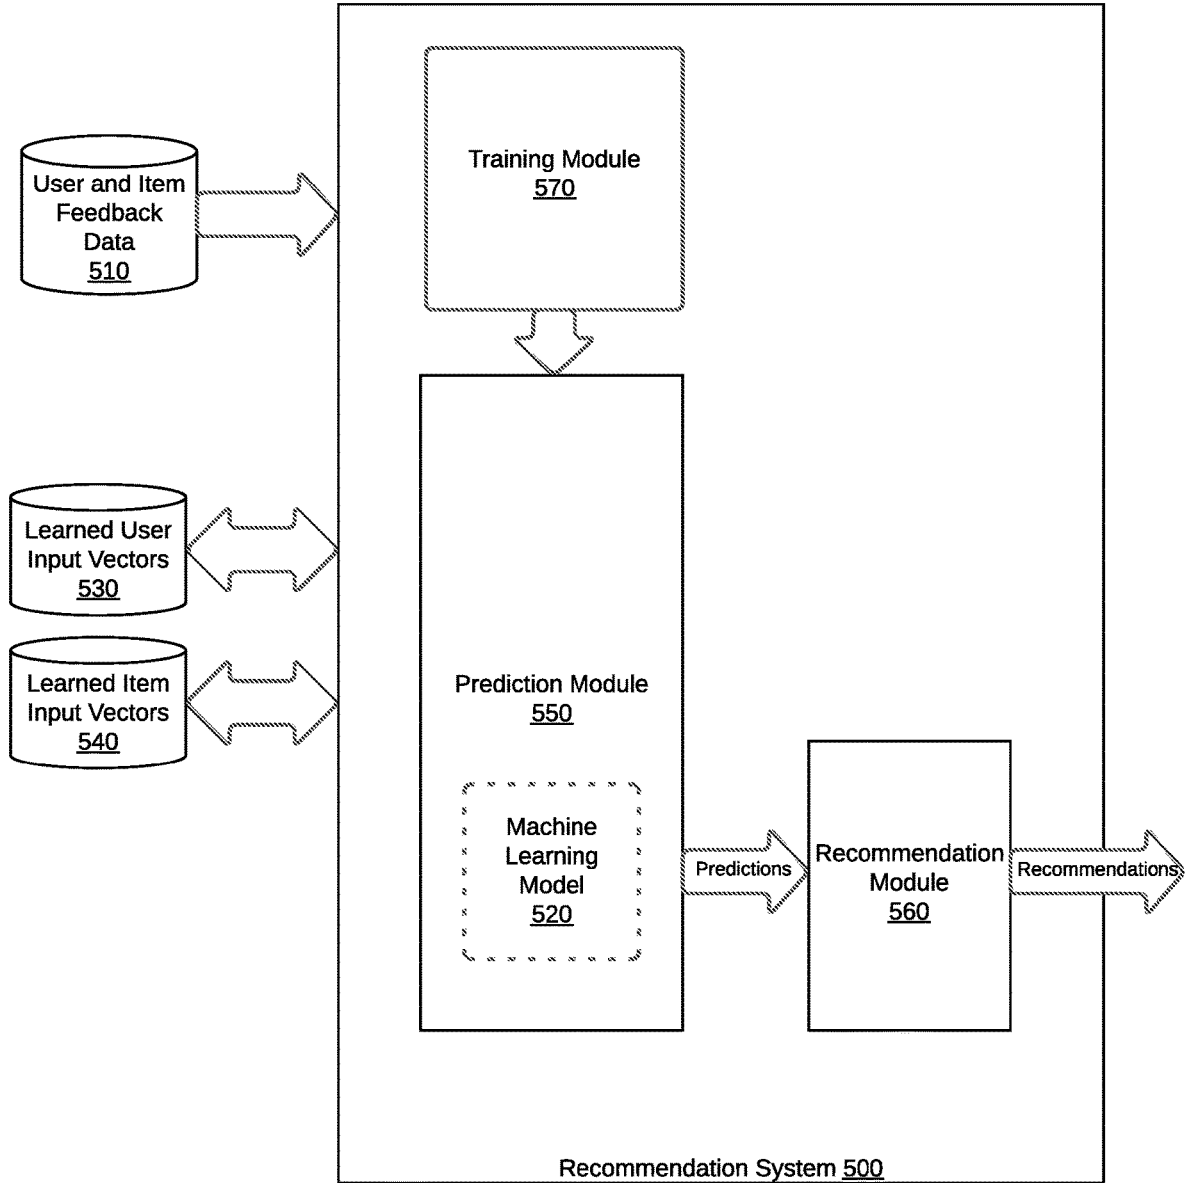 Training Module
570
User and Item
Feedback
Data
510
Learned User
Input Vectors
530
Learned Item
Input Vectors
540
Prediction Module
550
Machine
Learning
Model
520
Predictions
Recommendation
Module
560
Recommendations
Recommendation System 500